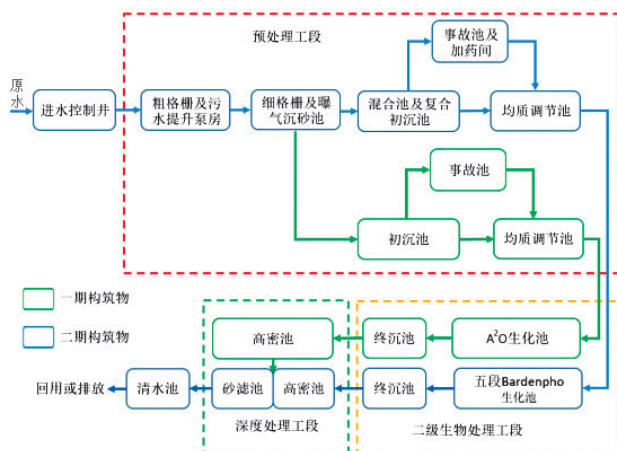 预处理工段
事故池及
加药间
原
水
进水控制井
粗格栅及污
水提升泵房
细格栅及曝
气沉砂池
混合池及复合
初沉池
均质调节池
事故池
初沉池
均质调节池
一期构筑物
二期构筑物
高密池
终沉池
A²O生化池
回用或排放
清水池
砂滤池
高密池
终沉池
五段Bardenpho
生化池
深度处理工段
二级生物处理工段